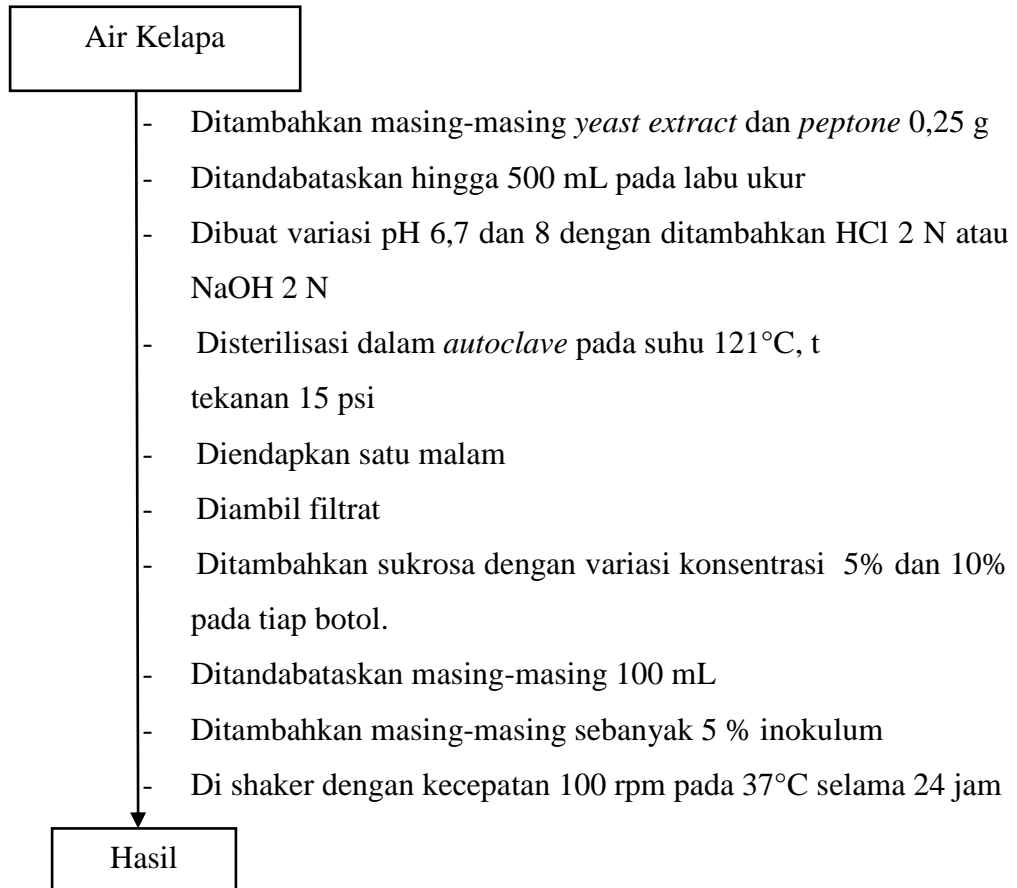 Air Kelapa
- Ditambahkan masing-masing yeast extract dan peptone 0,25 g
- Ditandabataskan hingga 500 mL pada labu ukur
- Dibuat variasi pH 6,7 dan 8 dengan ditambahkan HCl 2 N atau
NaOH 2 N
- Disterilisasi dalam autoclave pada suhu 121°C, t
tekanan 15 psi
- Diendapkan satu malam
- Diambil filtrat
- Ditambahkan sukrosa dengan variasi konsentrasi 5% dan 10%
pada tiap botol.
- Ditandabataskan masing-masing 100 mL
- Ditambahkan masing-masing sebanyak 5 % inokulum
- Di shaker dengan kecepatan 100 rpm pada 37°C selama 24 jam
Hasil